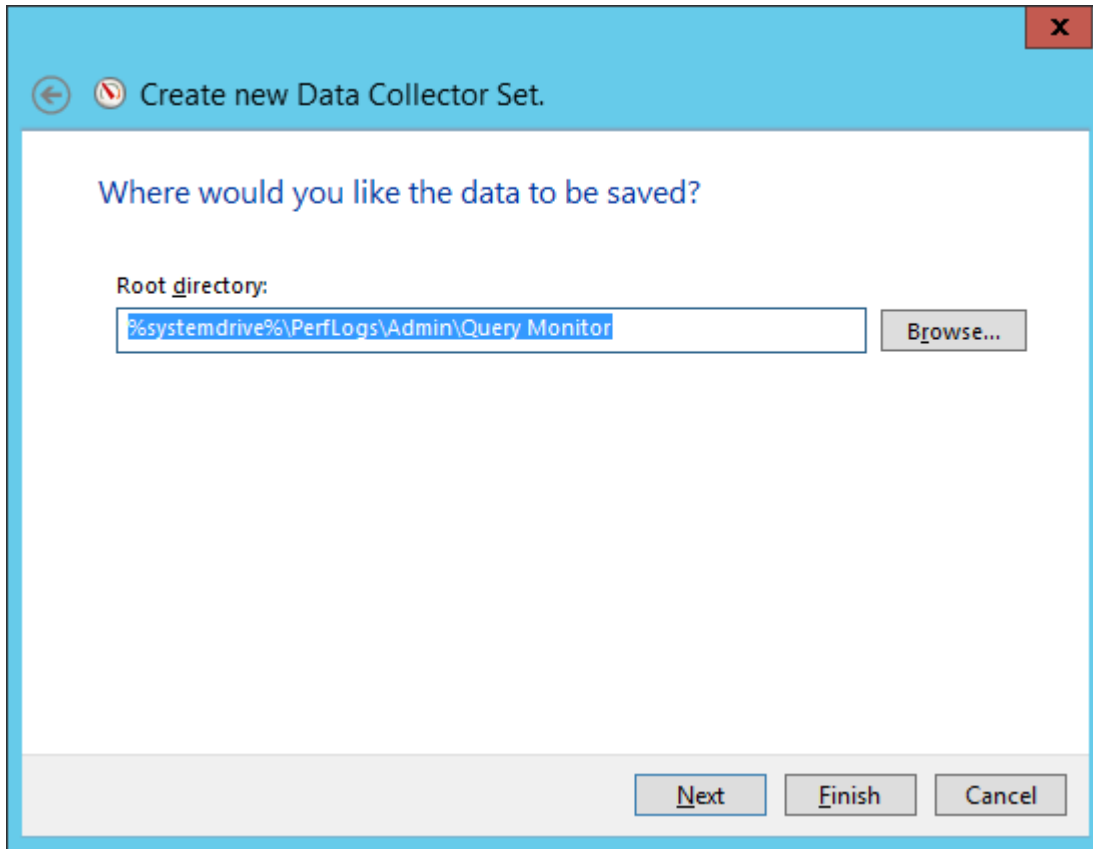 x
Create new Data Collector Set.
Where would you like the data to be saved?
Root directory:
%systemdrive%\PerfLogs\Admin\Query Monitor
Browse...
Next
Finish
Cancel